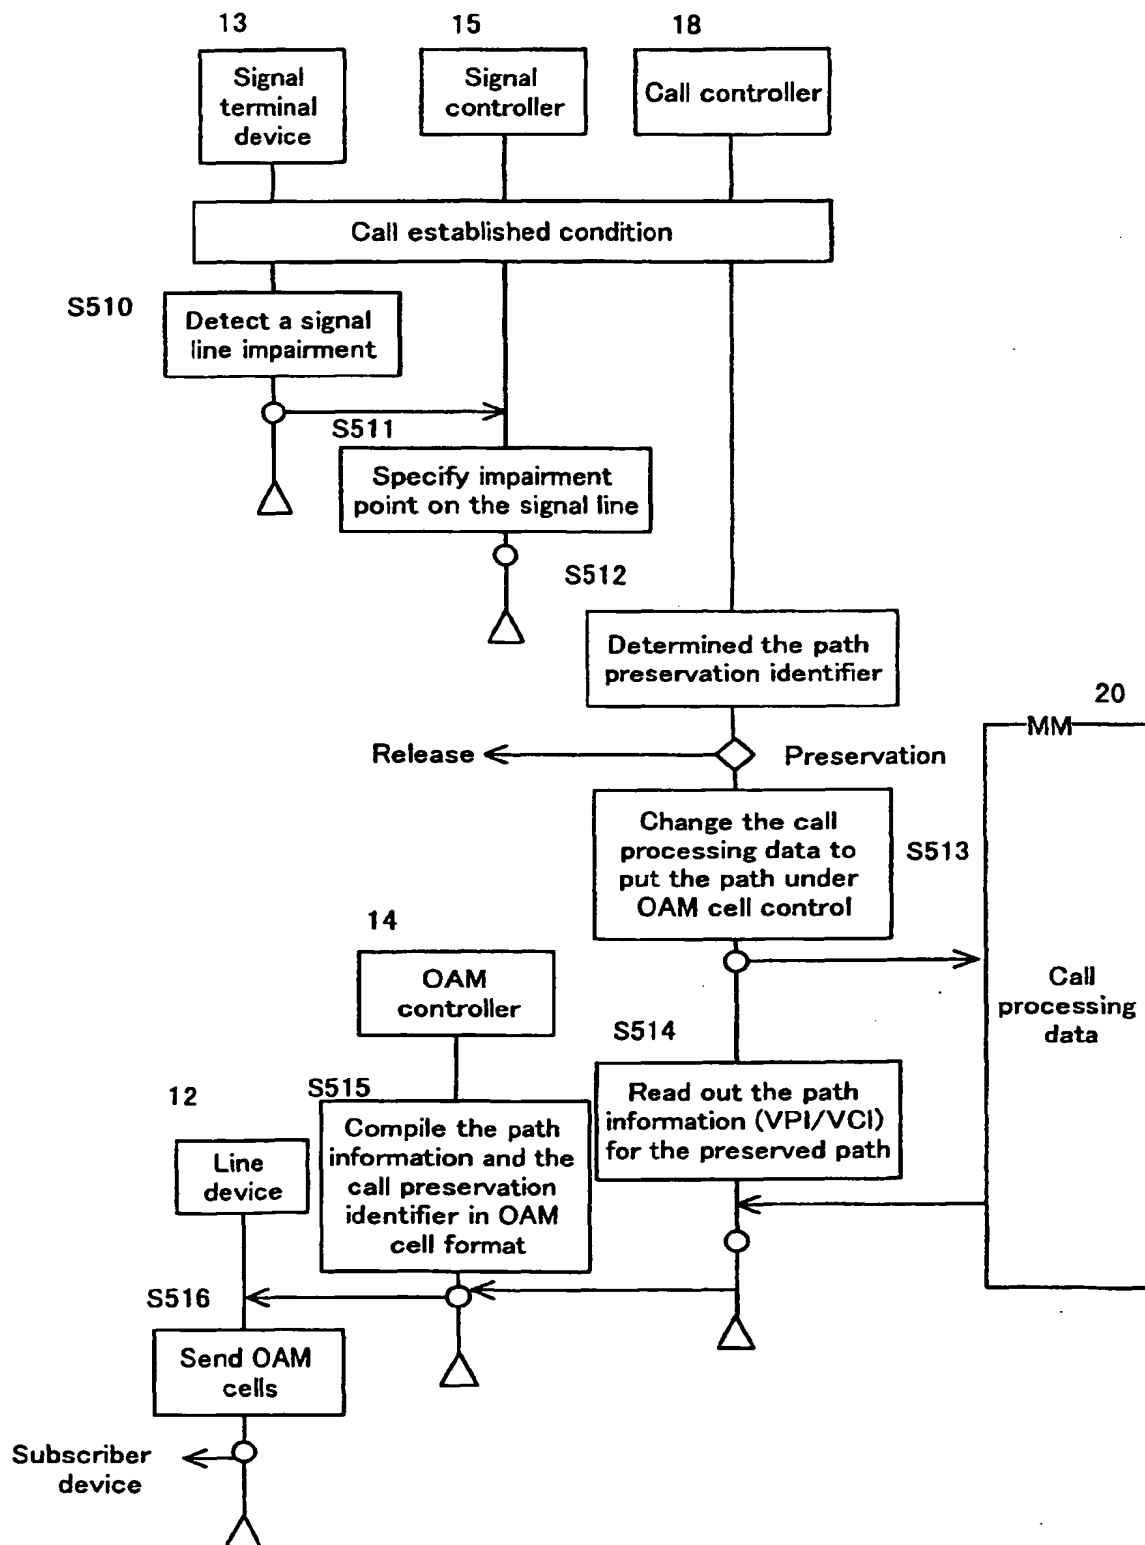 13
15
18
Signal
terminal
device
Signal
controller
Call controller
Call established condition
S510
Detect a signal
line impairment
S511
Specify impairment
point on the signal line
S512
Determined the path
preservation identifier
20
MM
Release
Preservation
Change the call
processing data to
put the path under
OAM cell control
S513
14
OAM
controller
Call
processing
data
S514
12
S515
Read out the path
information (VPI/VCI)
for the preserved path
Compile the path
information and the
call preservation
identifier in OAM
cell format
Line
device
S516
Send OAM
cells
Subscriber
device